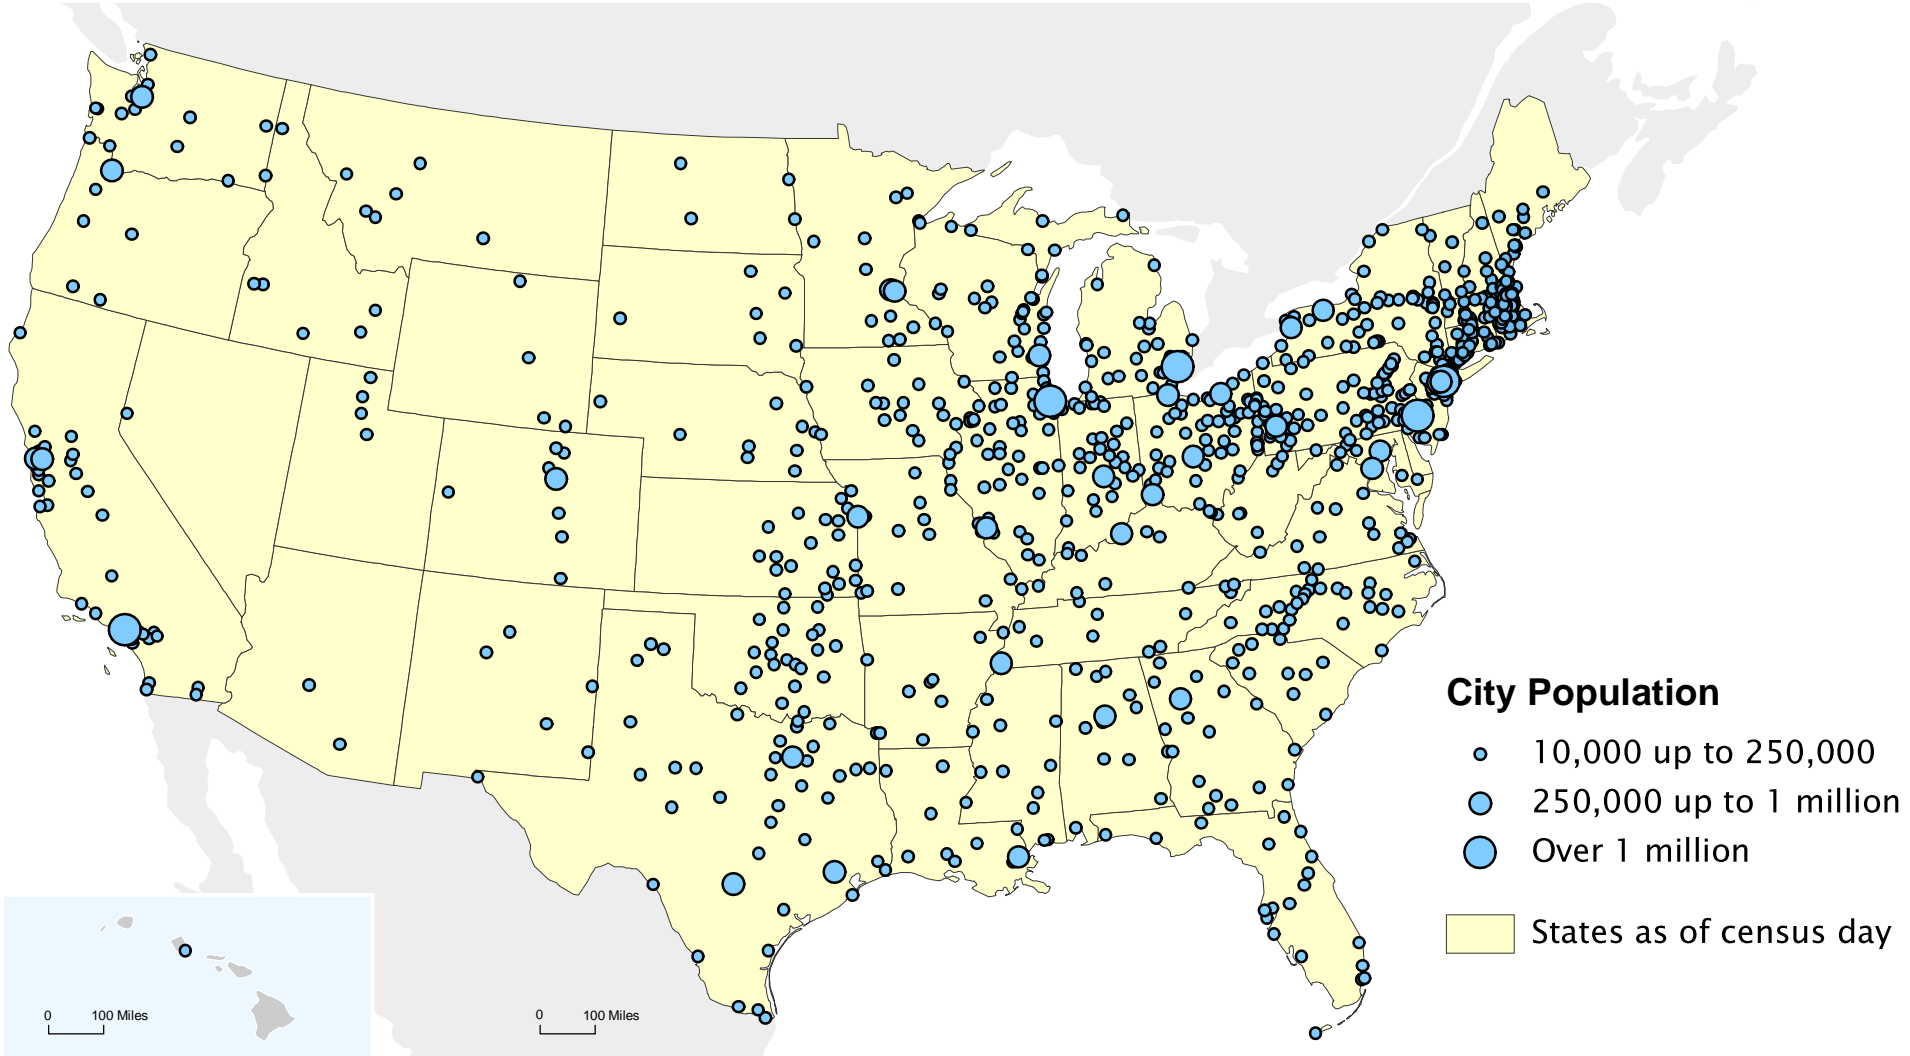 City Population
10,000 up to 250,000
250,000 up to 1 million
Over 1 million
States as of census day
0 100 Miles
0 100 Miles